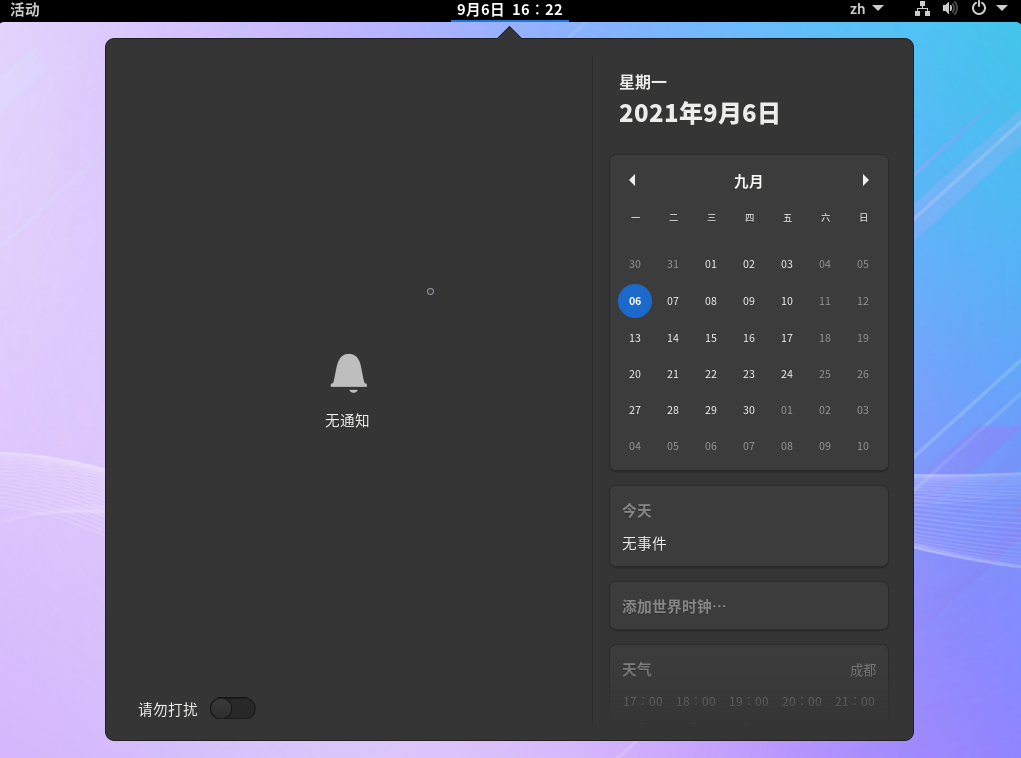 活动
9月6日 16：22
zh
星期一
2021年9月6日
九月
一 二 三 四 五 六 日
30 31 01 02 03 04 05
06 07 08 09 10 11 12
13 14 15 16 17 18 19
20 21 22 23 24 25 26
27 28 29 30 01 02 03
04 05 06 07 08 09 10
无通知
今天
无事件
添加世界时钟…
天气 成都
17：00 18：00 19：00 20：00 21：00
请勿打扰